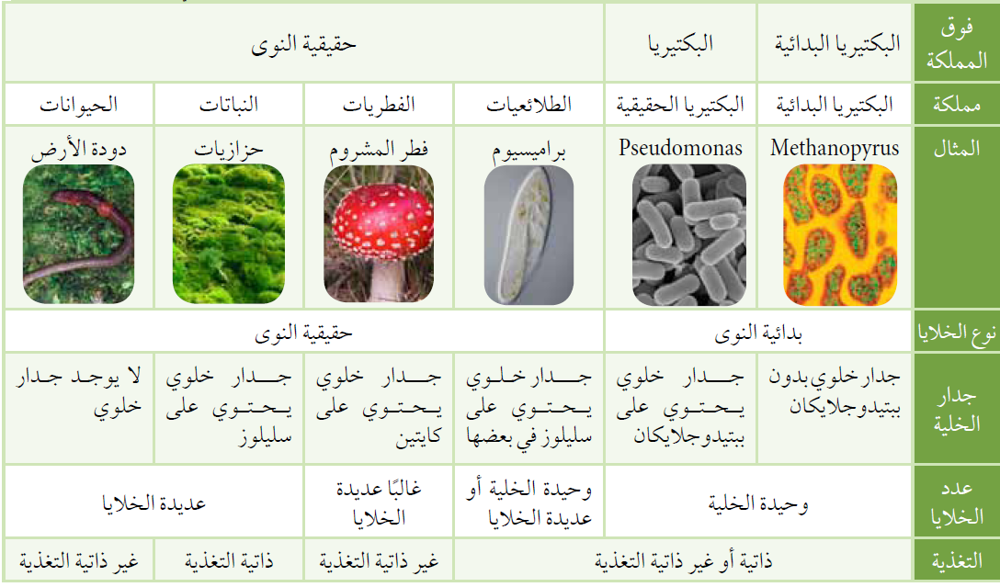 فوق المملكة
البكتيريا البدائية
البكتيريا
حقيقية النوى
مملكة
البكتيريا البدائية
البكتيريا الحقيقية
الطلائعيات
الفطريات
النباتات
الحيوانات
المثال
Methanopyrus
Pseudomonas
براميسيوم
فطر المشروم
حزازيات
دودة الأرض
نوع الخلايا
بدائية النوى
حقيقية النوى
جدار
الخلية
جدار خلوي بدون
ببتيدوجلايكان
جدار خلوي
يحتوي على
ببتيدوجلايكان
جدار خلوي
يحتوي على
سليلوز في بعضها
جدار خلوي
يحتوي على
كايتين
جدار خلوي
يحتوي على
سليلوز
لا يوجد جدار
خلوي
عدد
الخلايا
وحيدة الخلية
وحيدة الخلية أو
عديدة الخلايا
غالبًا عديدة
الخلايا
عديدة الخلايا
التغذية
ذاتية أو غير ذاتية التغذية
غير ذاتية التغذية
ذاتية التغذية
غير ذاتية التغذية